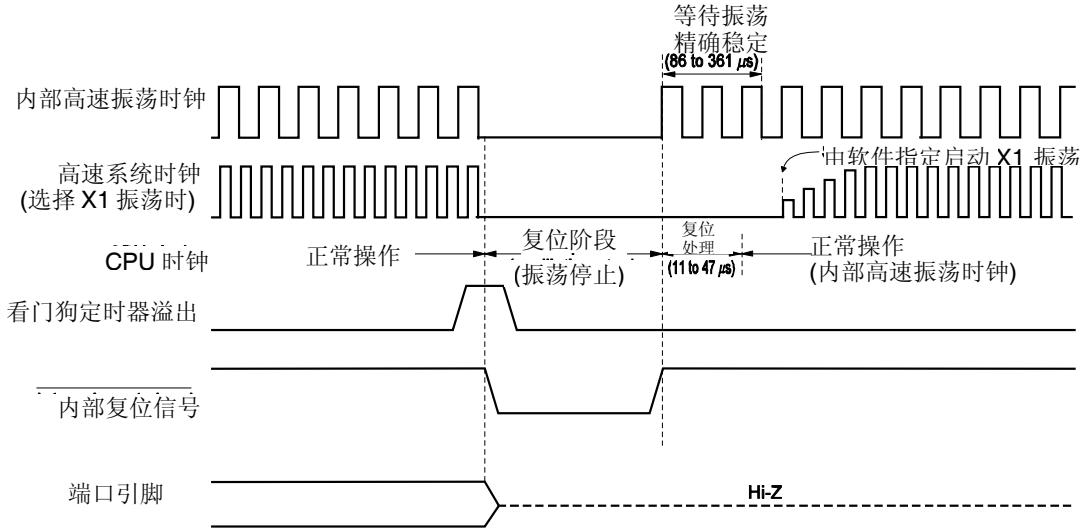 等待振荡
精确稳定
(86 to 361 μs)
内部高速振荡时钟
由软件指定启动 X1 振荡
高速系统时钟
(选择 X1 振荡时)
CPU 时钟
正常操作
复位阶段
(振荡停止)
复位
处理
(11 to 47 μs)
正常操作
(内部高速振荡时钟)
看门狗定时器溢出
内部复位信号
端口引脚
Hi-Z